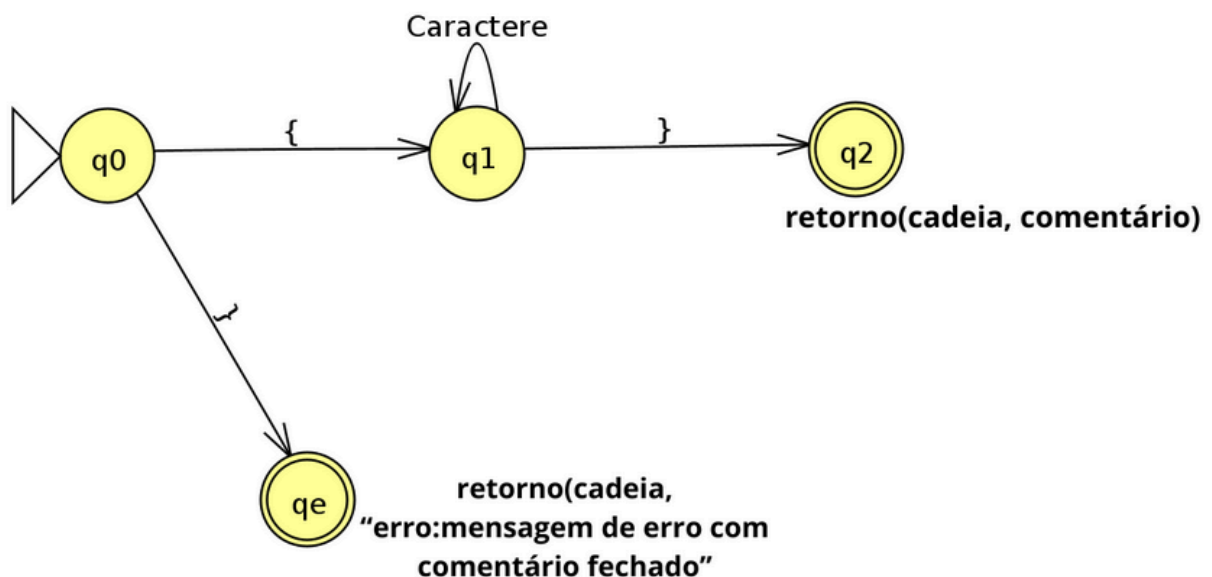 Caractere
{
}
q0
q1
q2
retorno(cadeia, comentário)
}
qe
retorno(cadeia,
“erro:mensagem de erro com
comentário fechado”